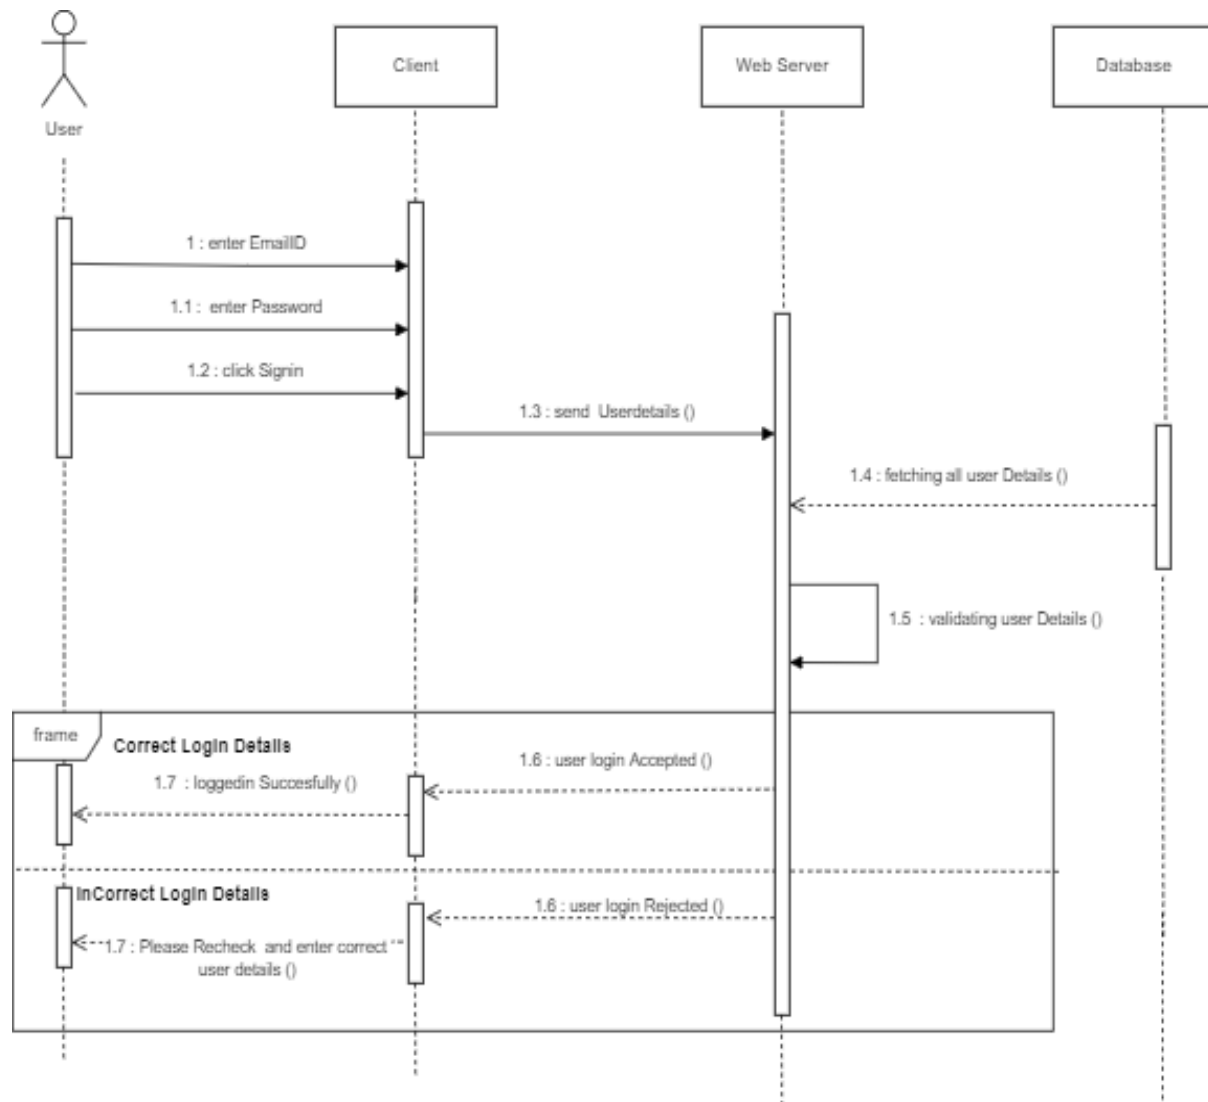 User
Client
Web Server
Database
1 : enter EmailID
1.1 : enter Password
1.2 : click Signin
1.3 : send Userdetails ()
1.4 : fetching all user Details ()
1.5 : validating user Details ()
frame
Correct Login Details
1.6 : user login Accepted ()
1.7 : loggedin Succesfully ()
InCorrect Login Details
1.6 : user login Rejected ()
1.7 : Please Recheck and enter correct
user details ()